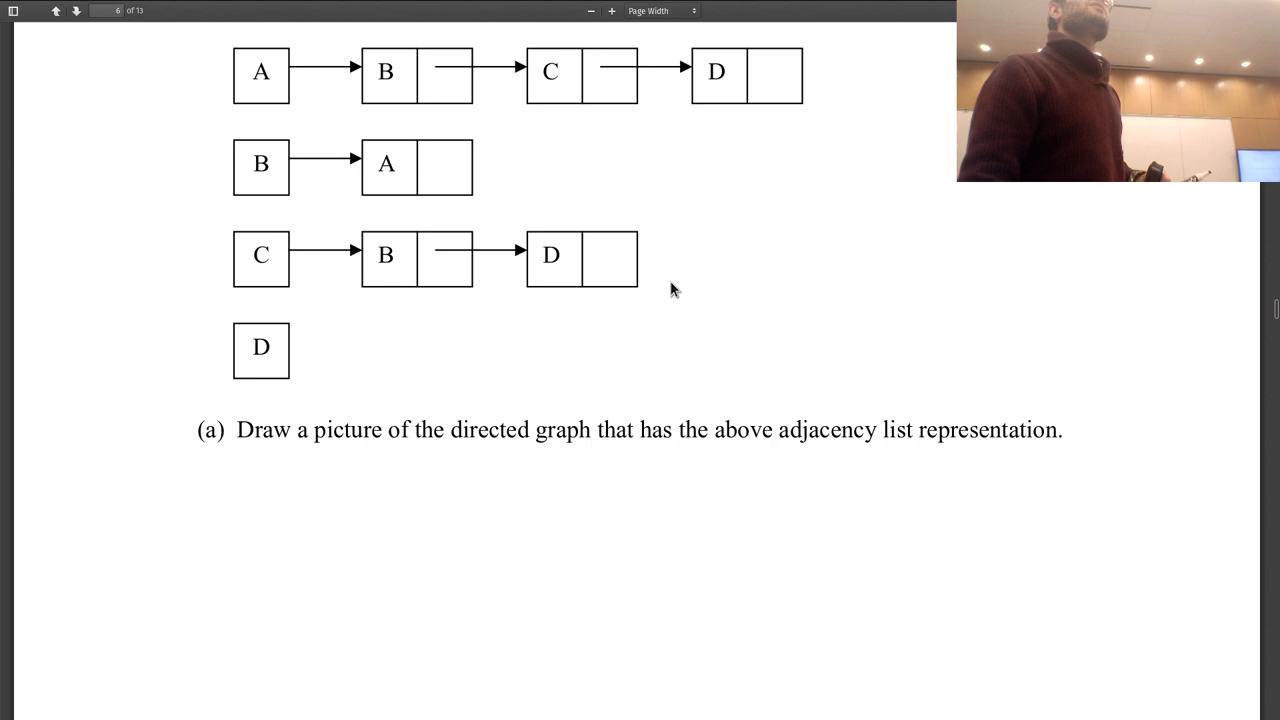 6 of 13 Page Width
A B C D
B A
C B D
D
(a) Draw a picture of the directed graph that has the above adjacency list representation.